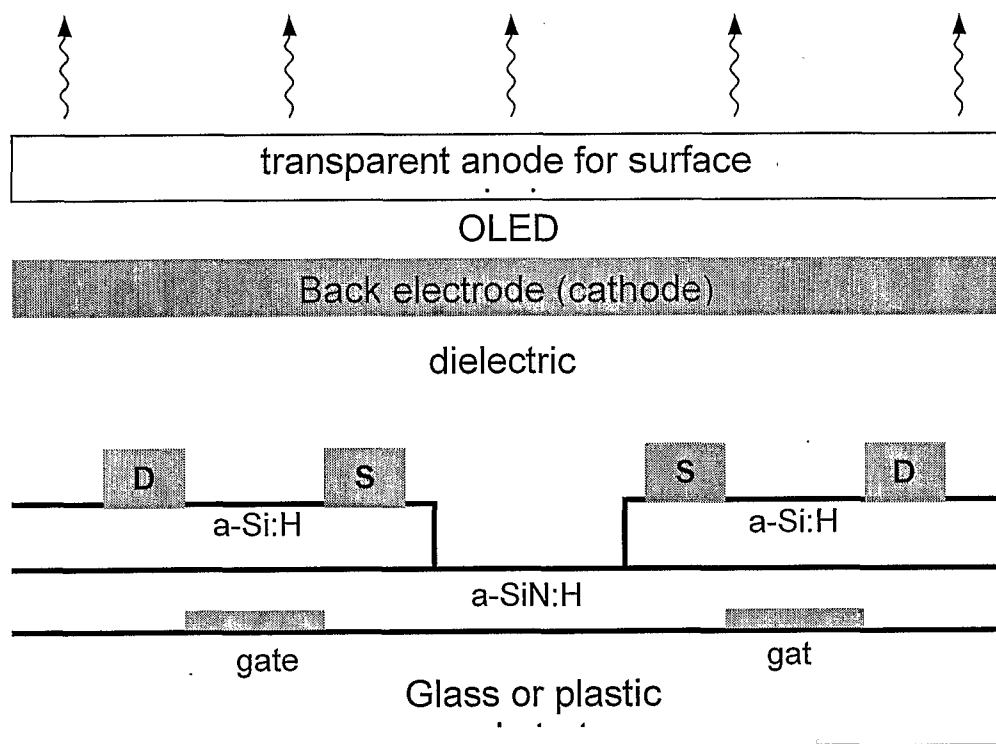 transparent anode for surface
OLED
Back electrode (cathode)
dielectric
D S S D
a-Si:H a-Si:H
a-SiN:H
gate gat
Glass or plastic